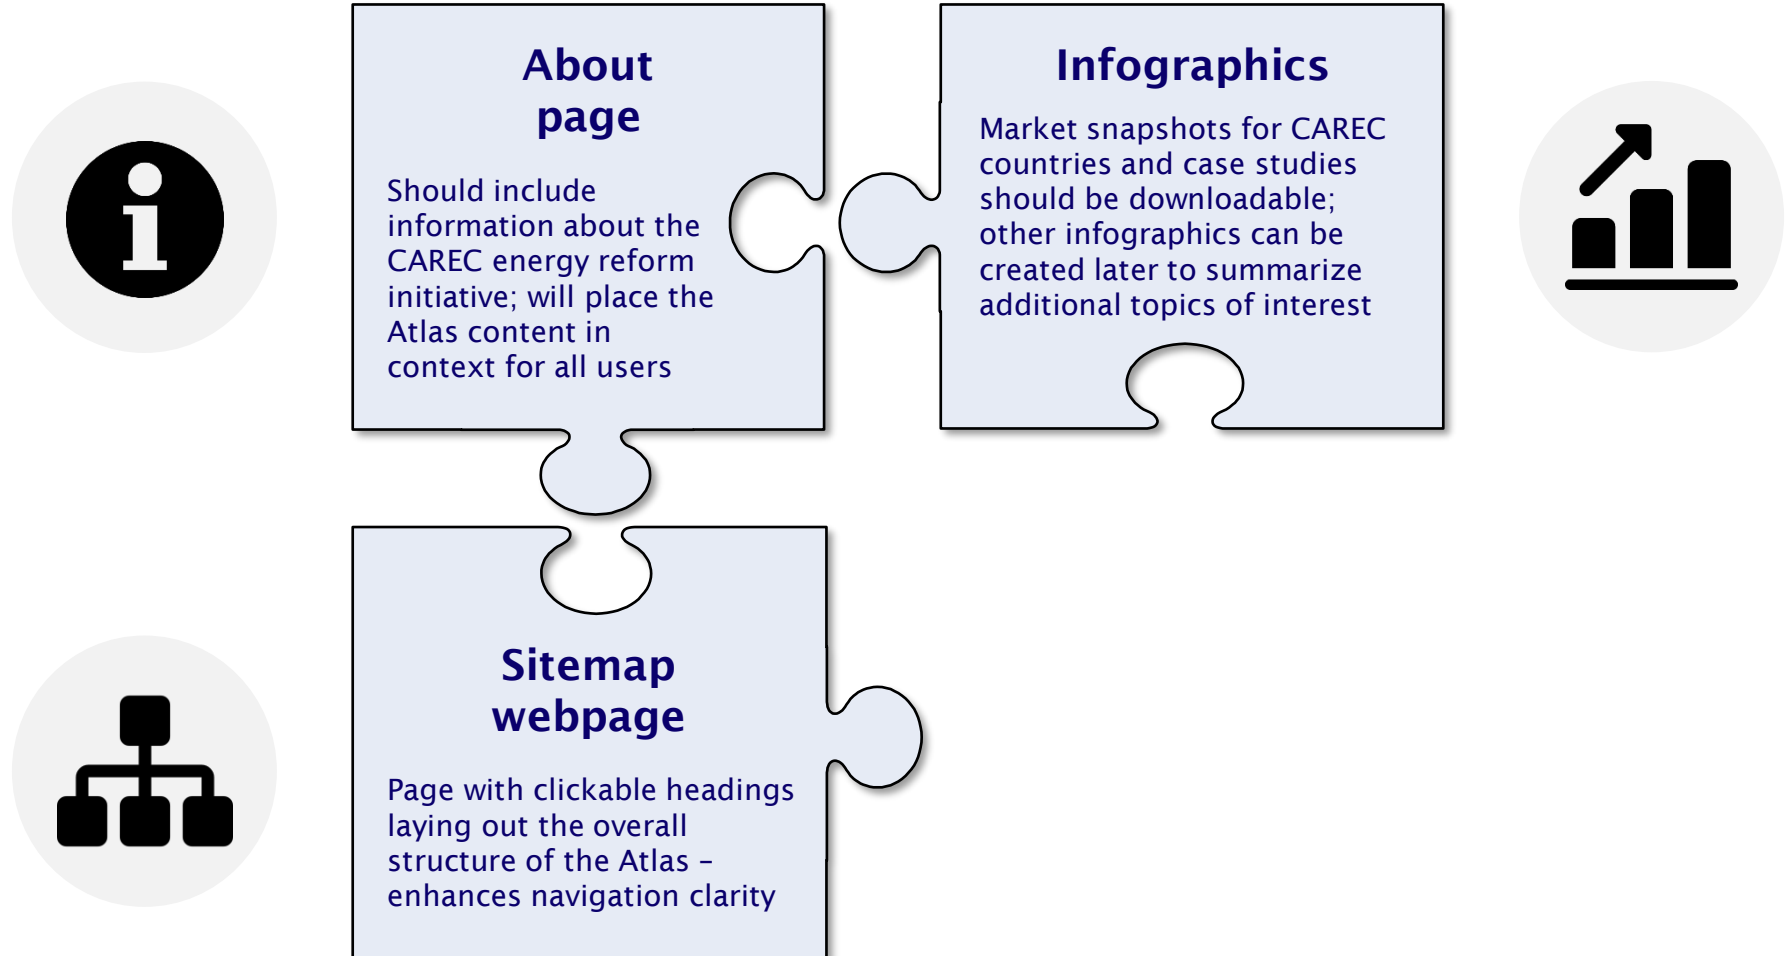 About
page
Should include
information about the
CAREC energy reform
initiative; will place the
Atlas content in
context for all users
Infographics
Market snapshots for CAREC
countries and case studies
should be downloadable;
other infographics can be
created later to summarize
additional topics of interest
Sitemap
webpage
Page with clickable headings
laying out the overall
structure of the Atlas –
enhances navigation clarity